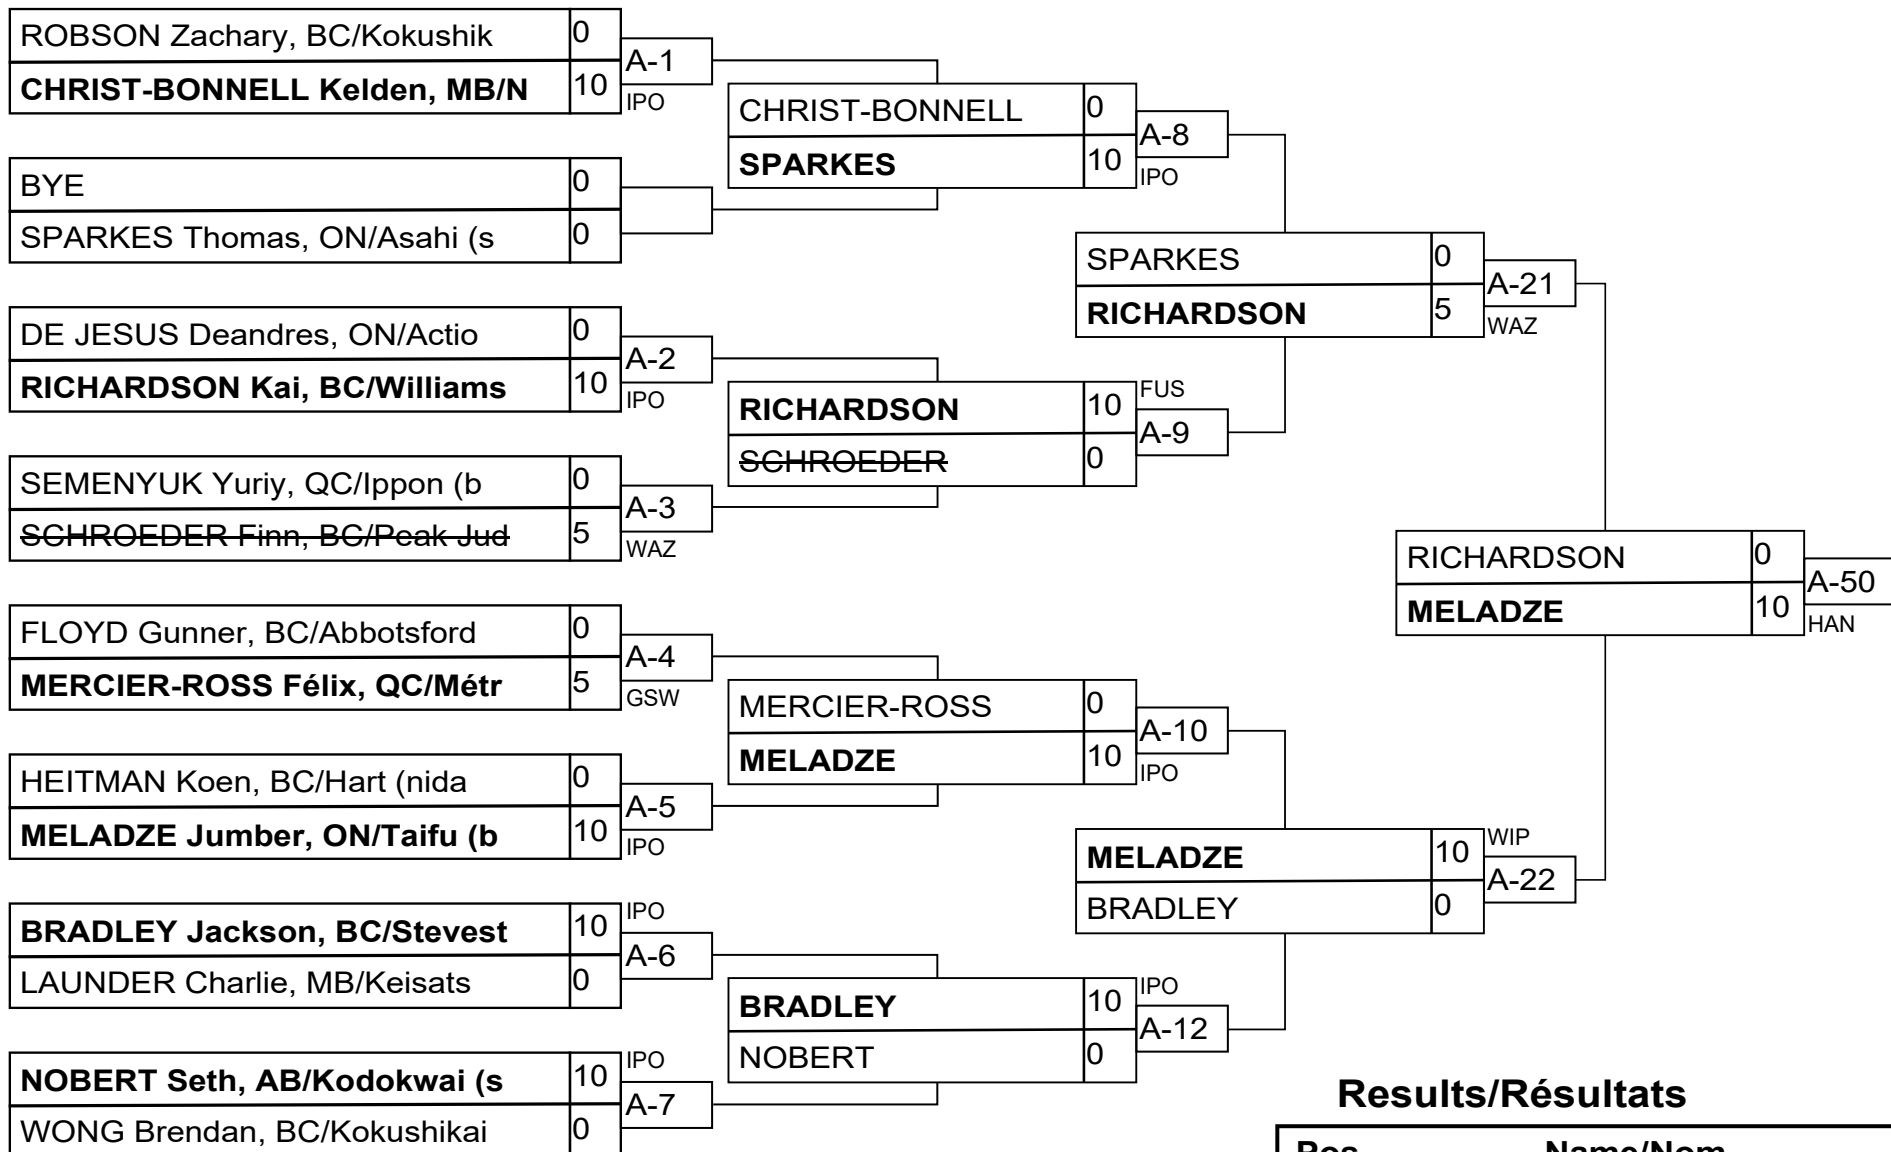 ROBSON Zachary, BC/Kokushik 0
CHRIST-BONNELL Kelden, MB/N 10
A-1
IPO
BYE 0
SPARKES Thomas, ON/Asahi (s 0
DE JESUS Deandres, ON/Actio 0
RICHARDSON Kai, BC/Williams 10
A-2
IPO
SEMENYUK Yuriy, QC/Ippon (b 0
SCHROEDER Finn, BC/Peak Jud 5
A-3
WAZ
FLOYD Gunner, BC/Abbotsford 0
MERCIER-ROSS Félix, QC/Métr 5
A-4
GSW
HEITMAN Koen, BC/Hart (nida 0
MELADZE Jumber, ON/Taifu (b 10
A-5
IPO
BRADLEY Jackson, BC/Stevest 10
LAUNDER Charlie, MB/Keisats 0
IPO
A-6
NOBERT Seth, AB/Kodokwai (s 10
WONG Brendan, BC/Kokushikai 0
IPO
A-7
CHRIST-BONNELL 0
SPARKES 10
A-8
IPO
RICHARDSON 10
SCHROEDER 0
FUS
A-9
MERCIER-ROSS 0
MELADZE 10
A-10
IPO
BRADLEY 10
NOBERT 0
IPO
A-12
SPARKES 0
RICHARDSON 5
A-21
WAZ
MELADZE 10
BRADLEY 0
WIP
A-22
RICHARDSON 0
MELADZE 10
A-50
HAN
Results/Résultats
Pos Name/Nom